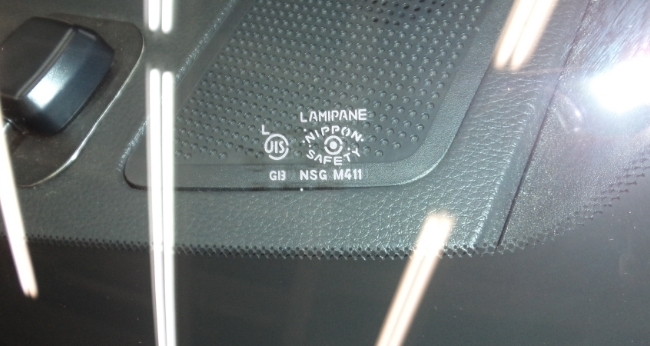 LAMIPANE
L
JIS
NIPPON
SAFETY
GB NSG M411